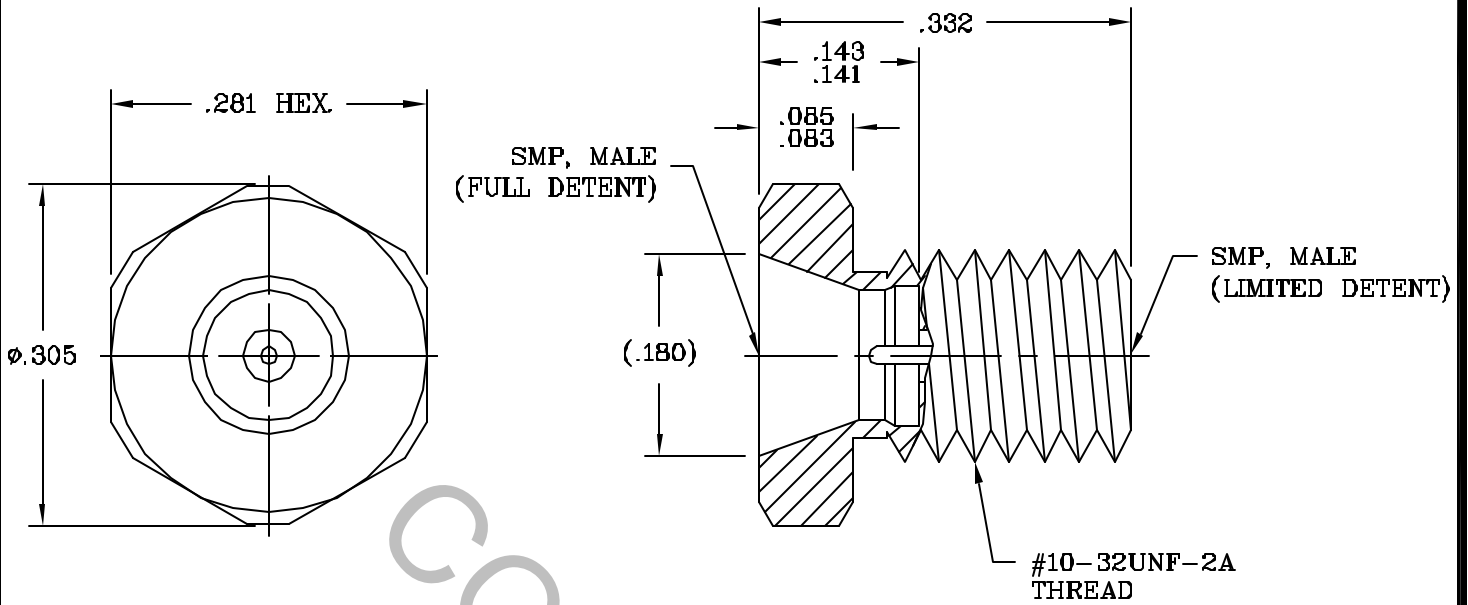 .332
.143
.141
.281 HEX.
.085
.083
SMP, MALE
(FULL DETENT)
SMP, MALE
(LIMITED DETENT)
ø.305
(.180)
#10-32UNF-2A
THREAD
CO